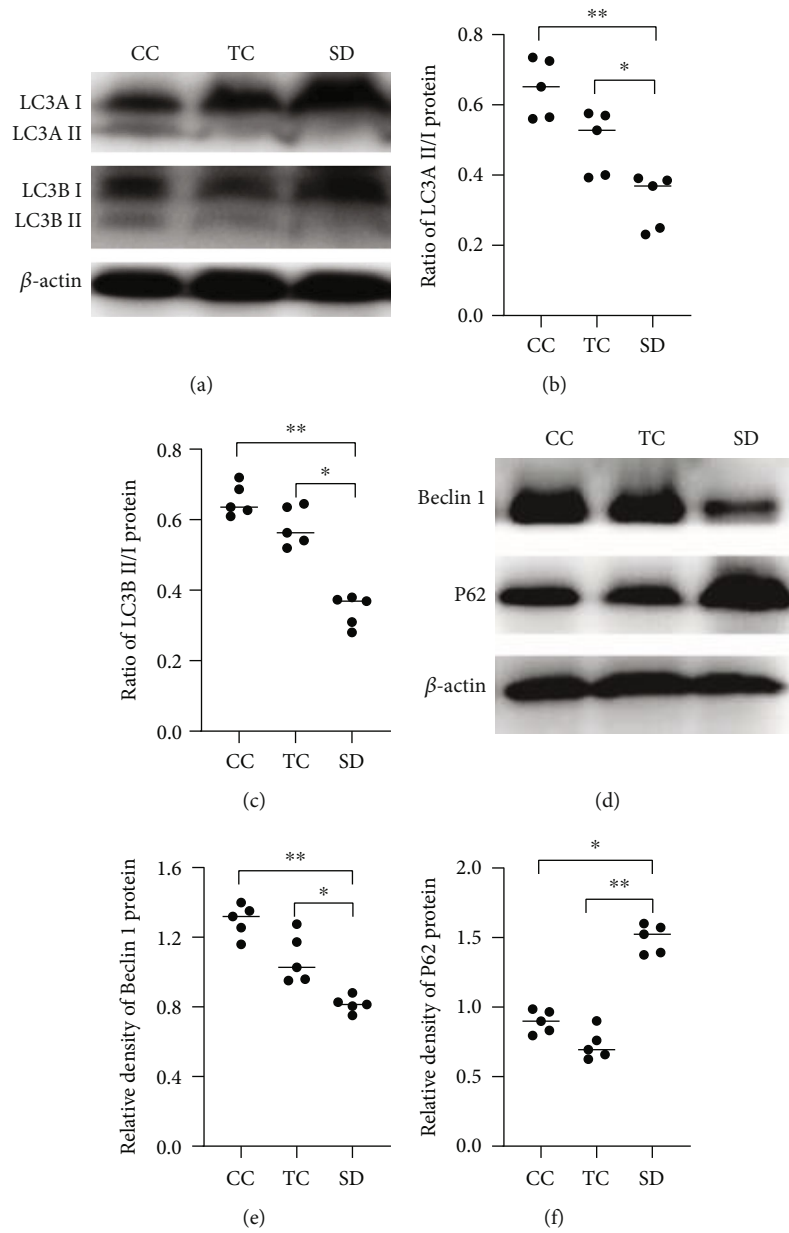 CC TC SD
LC3A I
LC3A II
LC3B I
LC3B II
β-actin
(a)
Ratio of LC3A II/I protein
0.8
0.6
0.4
0.2
0.0
**
*
CC TC SD
(b)
Ratio of LC3B II/I protein
0.8
0.6
0.4
0.2
0.0
**
*
CC TC SD
(c)
CC TC SD
Beclin 1
P62
β-actin
(d)
Relative density of Beclin 1 protein
1.6
1.2
0.8
0.4
0.0
**
*
CC TC SD
(e)
Relative density of P62 protein
2.0
1.5
1.0
0.5
0.0
*
**
CC TC SD
(f)